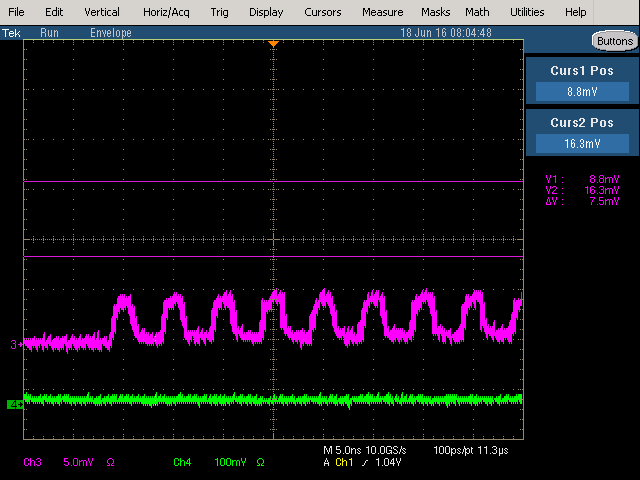 File Edit Vertical Horiz/Acq Trig Display Cursors Measure Masks Math Utilities Help
Tek Run Envelope 18 Jun 16 08:04:48 Buttons
Curs1 Pos
8.8mV
Curs2 Pos
16.3mV
V1: 8.8mV
V2: 16.3mV
ΔV: 7.5mV
3
4
M 5.0ns 10.0GS/s 100ps/pt 11.3µs
Ch3 5.0mV Ω Ch4 100mV Ω A Ch1 ∕ 1.04V